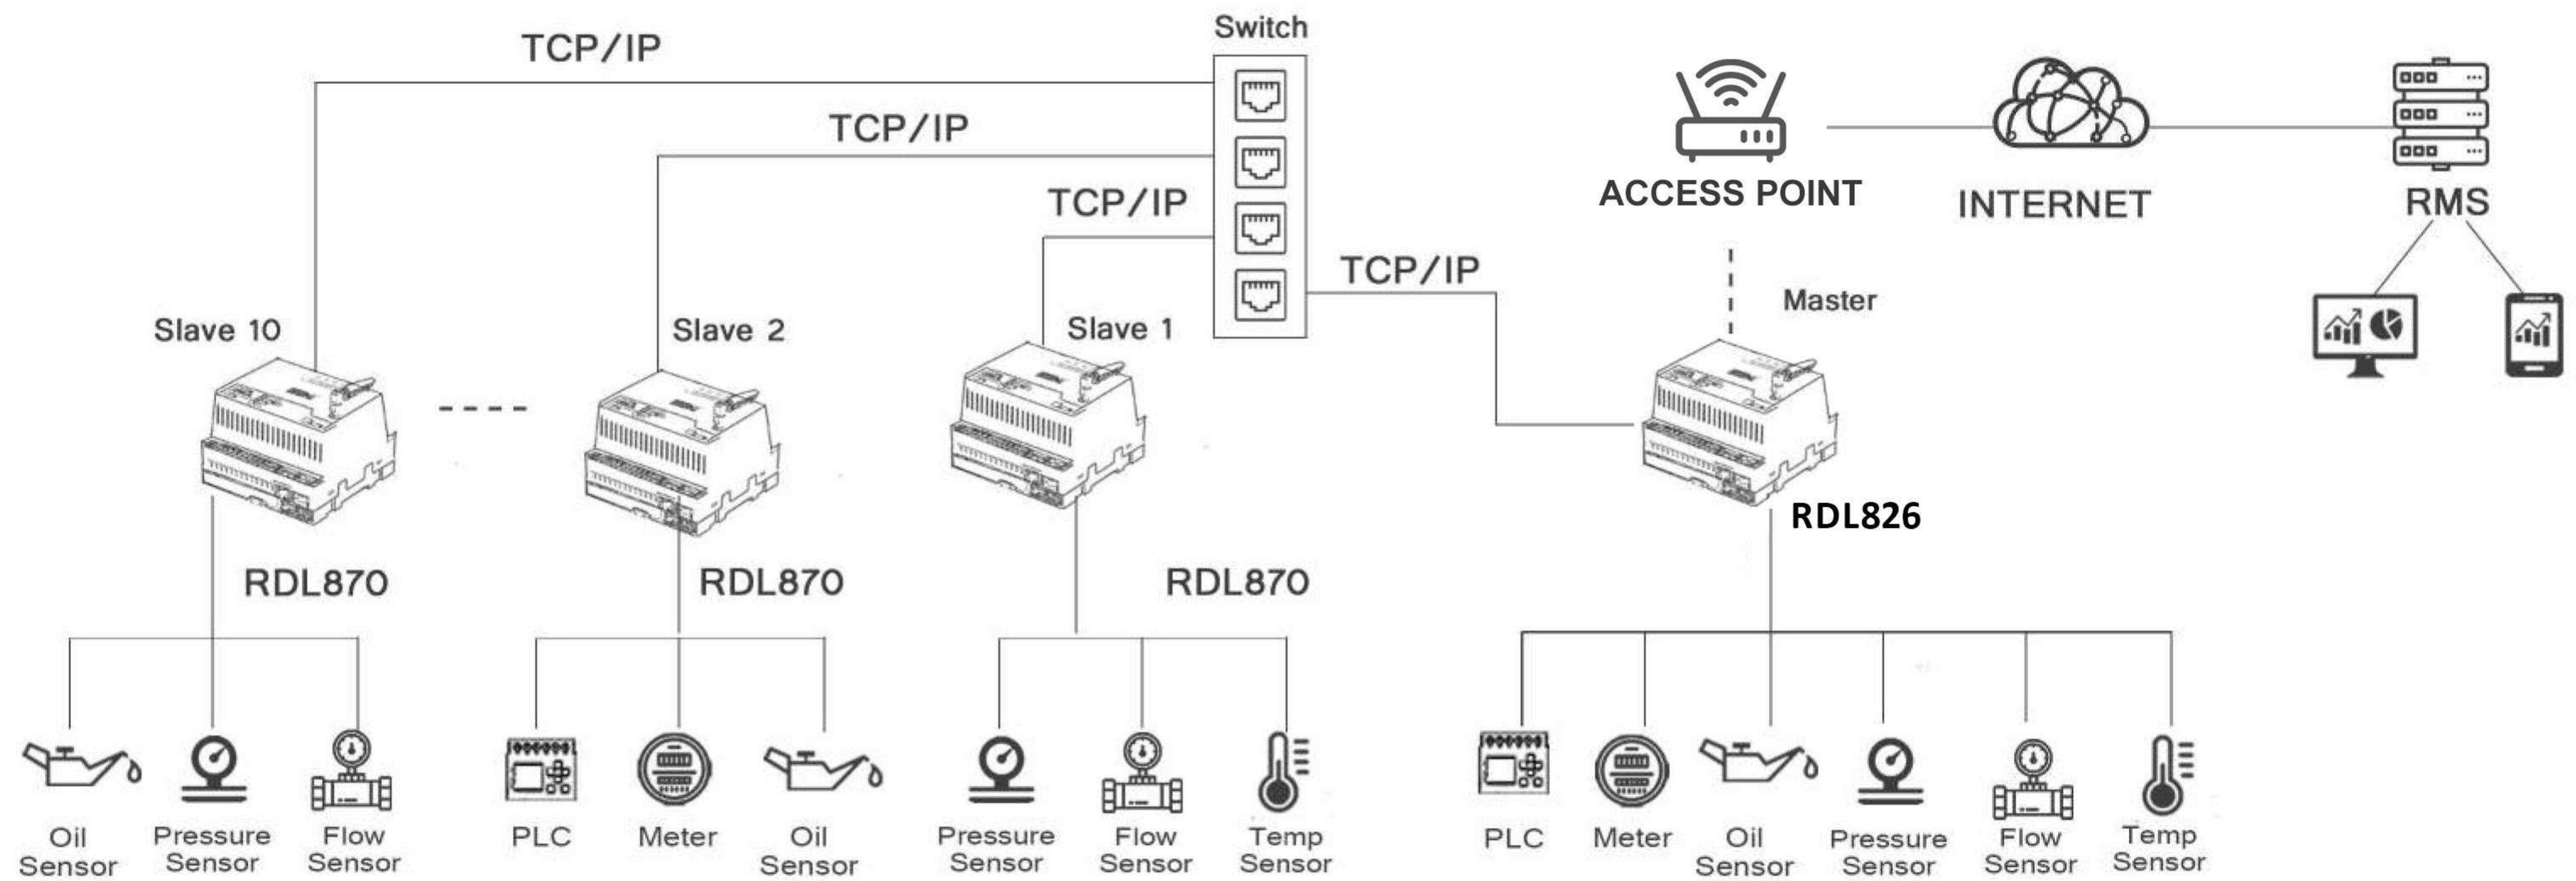 Switch
TCP/IP
TCP/IP
TCP/IP
TCP/IP
ACCESS POINT
INTERNET
RMS
Master
Slave 10
Slave 2
Slave 1
RDL826
RDL870
RDL870
RDL870
Oil
Sensor
Pressure
Sensor
Flow
Sensor
PLC
Meter
Oil
Sensor
Pressure
Sensor
Flow
Sensor
Temp
Sensor
PLC
Meter
Oil
Sensor
Pressure
Sensor
Flow
Sensor
Temp
Sensor